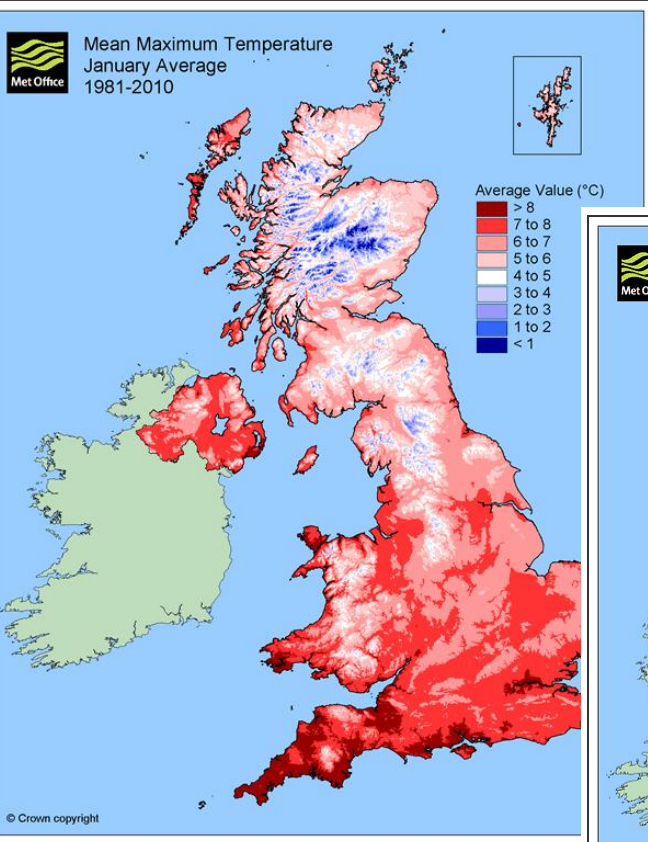 Met Office
Mean Maximum Temperature
January Average
1981-2010
Average Value (°C)
> 8
7 to 8
6 to 7
5 to 6
4 to 5
3 to 4
2 to 3
1 to 2
< 1
Met O
© Crown copyright